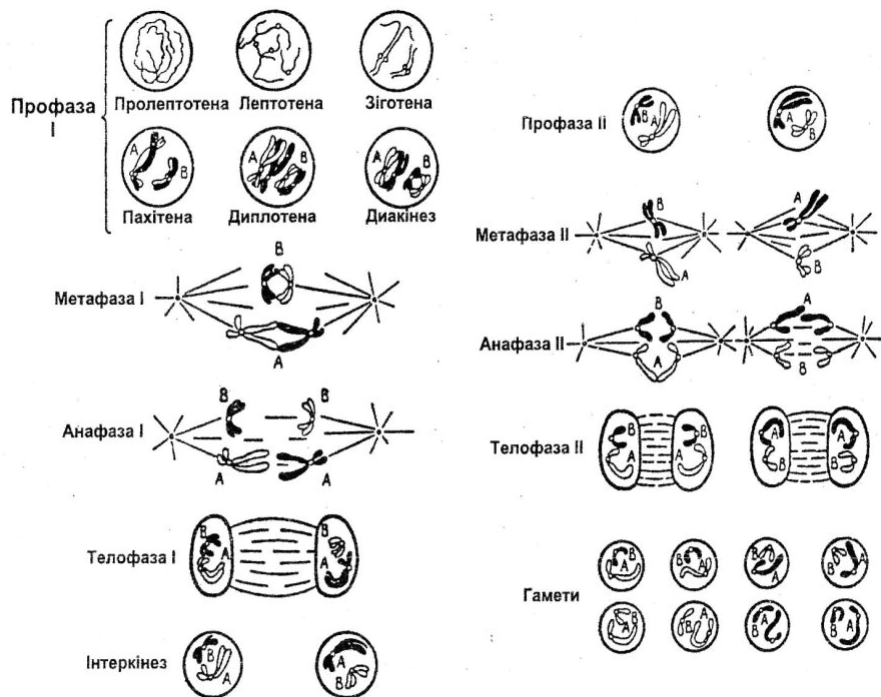 Профаза
I
Пролептотена Лептотена Зіготена
A B A B A B
Пахітена Диплотена Диакінез
B
Метафаза I
A
B B
Анафаза I
A A
B B
Телофаза I
A A
Інтеркінез
B A
A B
Профаза II
B A
A B
B A
Метафаза II
A B
B A
Анафаза II
A B
B B A A
Телофаза II
A A B B
B B B B A
A A A B
Гамети
B A A B
A B B A